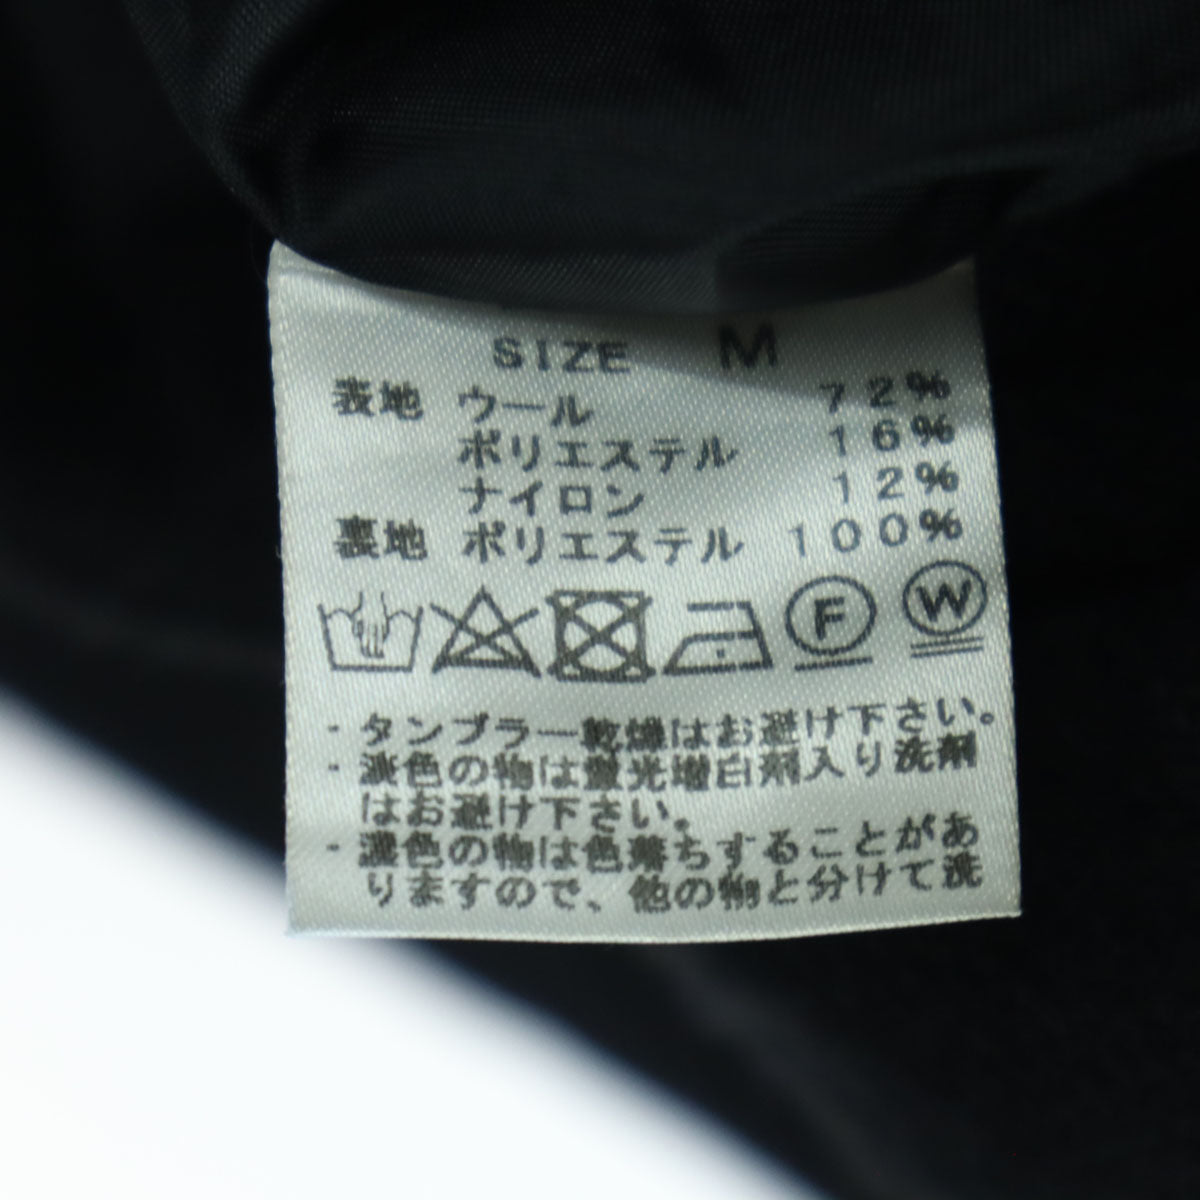 SIZE M
表地 ウール 72%
ポリエステル 16%
ナイロン 12%
裏地 ポリエステル 100%
F W
・タンブラー乾燥はお避け下さい。
・淡色の物は蛍光増白剤入り洗剤
はお避け下さい。
・濃色の物は色落ちすることがあ
りますので、他の物と分けて洗